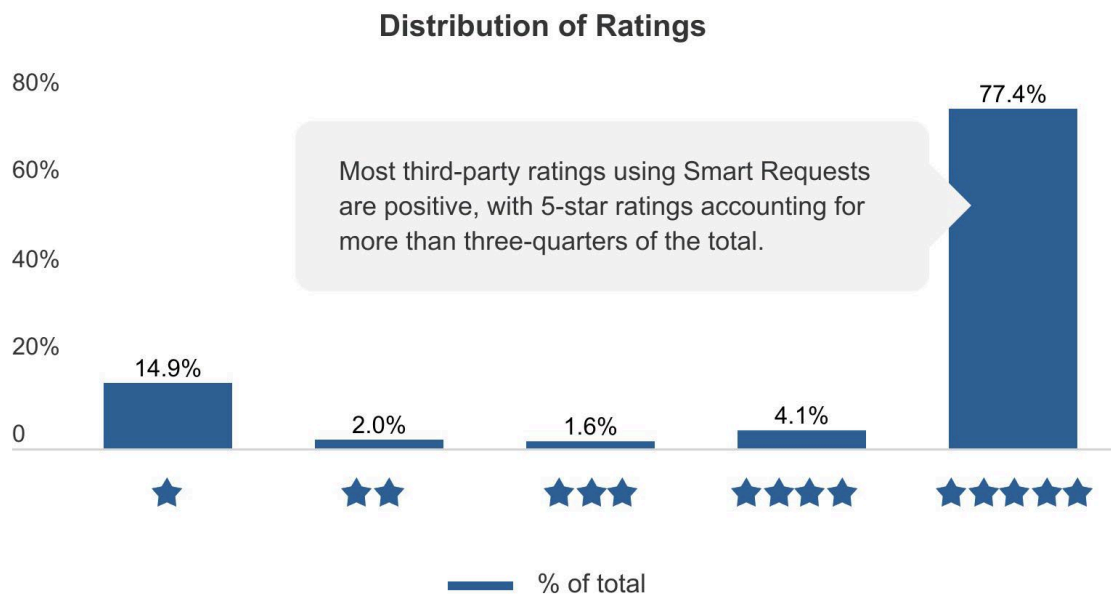 Distribution of Ratings
80%
77.4%
Most third-party ratings using Smart Requests
are positive, with 5-star ratings accounting for
more than three-quarters of the total.
60%
40%
20%
14.9%
2.0%
1.6%
4.1%
0
% of total